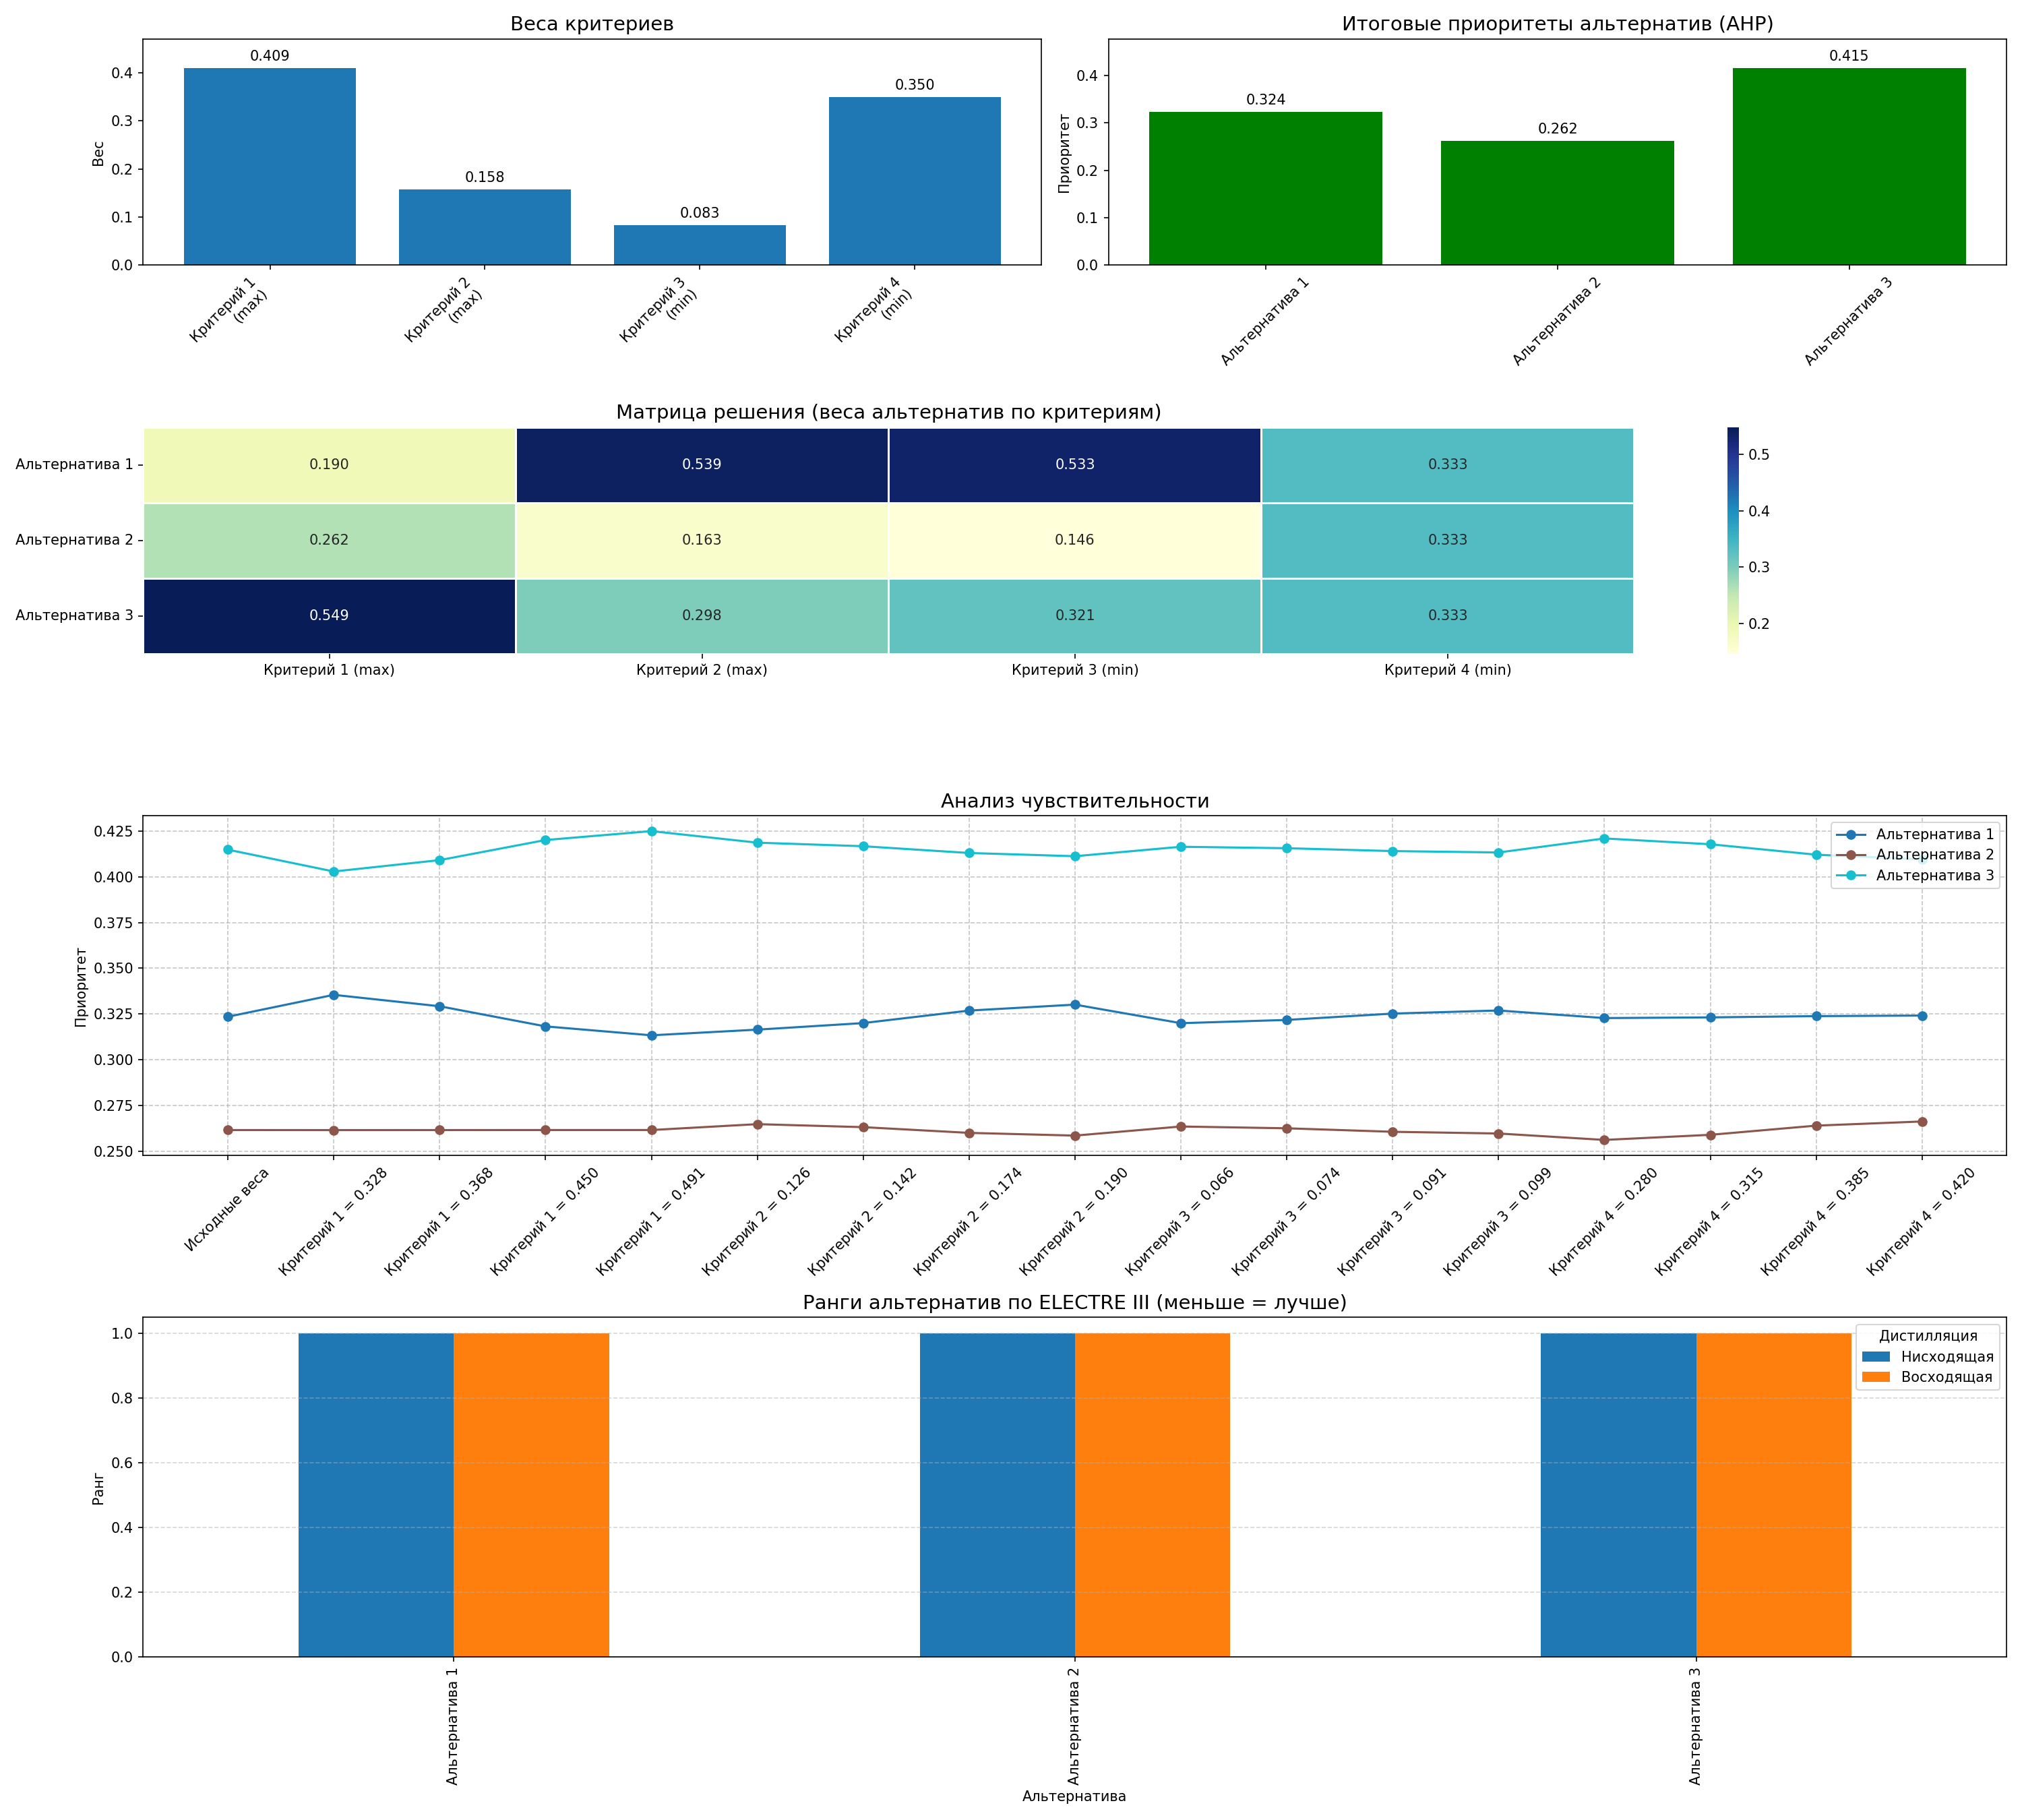 Веса критериев
Вес
0.4
0.3
0.2
0.1
0.0
0.409
0.158
0.083
0.350
Критерий 1
(max)
Критерий 2
(max)
Критерий 3
(min)
Критерий 4
(min)
Итоговые приоритеты альтернатив (AHP)
Приоритет
0.4
0.3
0.2
0.1
0.0
0.324
0.262
0.415
Альтернатива 1
Альтернатива 2
Альтернатива 3
Матрица решения (веса альтернатив по критериям)
Альтернатива 1
0.190
0.539
0.533
0.333
Альтернатива 2
0.262
0.163
0.146
0.333
Альтернатива 3
0.549
0.298
0.321
0.333
Критерий 1 (max)
Критерий 2 (max)
Критерий 3 (min)
Критерий 4 (min)
0.5
0.4
0.3
0.2
Анализ чувствительности
Приоритет
0.425
0.400
0.375
0.350
0.325
0.300
0.275
0.250
Альтернатива 1
Альтернатива 2
Альтернатива 3
Исходные веса
Критерий 1 = 0.328
Критерий 1 = 0.368
Критерий 1 = 0.450
Критерий 1 = 0.491
Критерий 2 = 0.126
Критерий 2 = 0.142
Критерий 2 = 0.174
Критерий 2 = 0.190
Критерий 3 = 0.066
Критерий 3 = 0.074
Критерий 3 = 0.091
Критерий 3 = 0.099
Критерий 4 = 0.280
Критерий 4 = 0.315
Критерий 4 = 0.385
Критерий 4 = 0.420
Ранги альтернатив по ELECTRE III (меньше = лучше)
Ранг
1.0
0.8
0.6
0.4
0.2
0.0
Дистилляция
Нисходящая
Восходящая
Альтернатива 1
Альтернатива 2
Альтернатива 3
Альтернатива